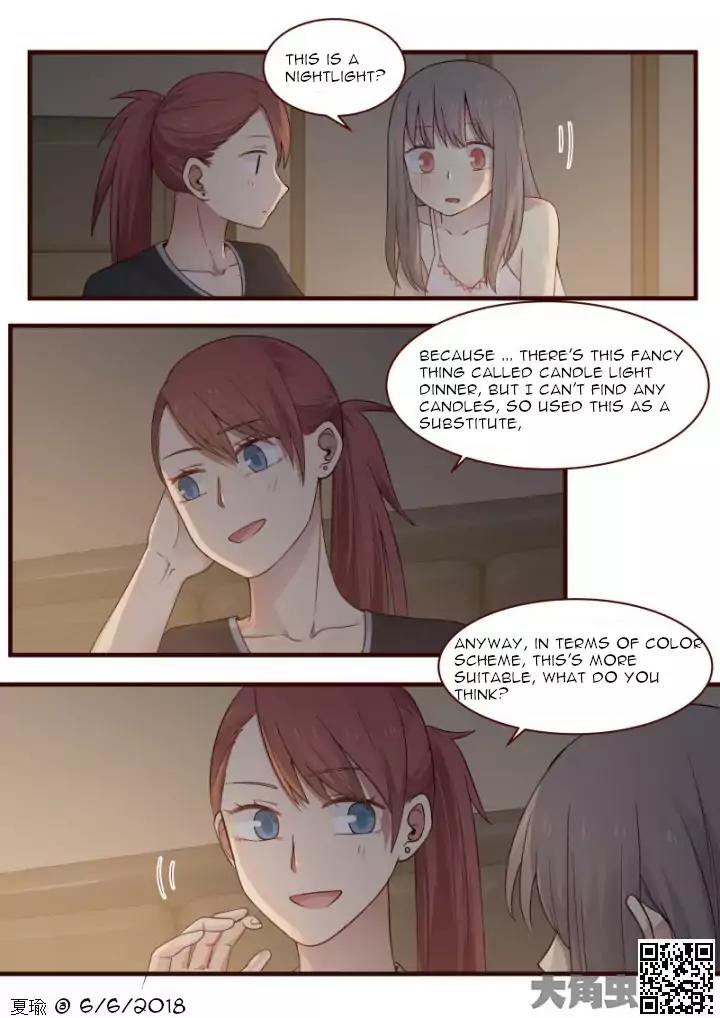 THIS IS A
NIGHTLIGHT?
BECAUSE ... THERE'S THIS FANCY
THING CALLED CANDLE LIGHT
DINNER, BUT I CAN'T FIND ANY
CANDLES, SO USED THIS AS A
SUBSTITUTE,
ANYWAY, IN TERMS OF COLOR
SCHEME, THIS'S MORE
SUITABLE, WHAT DO YOU
THINK?
夏瑜 ③ 6/6/2018
大角虫